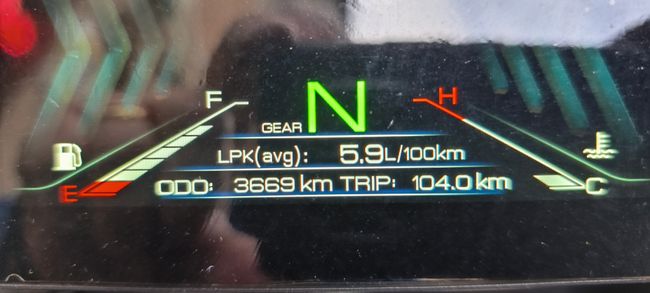 F N H
GEAR
LPK(avg): 5.9L/100km
E ODO: 3669 km TRIP: 104.0 km C